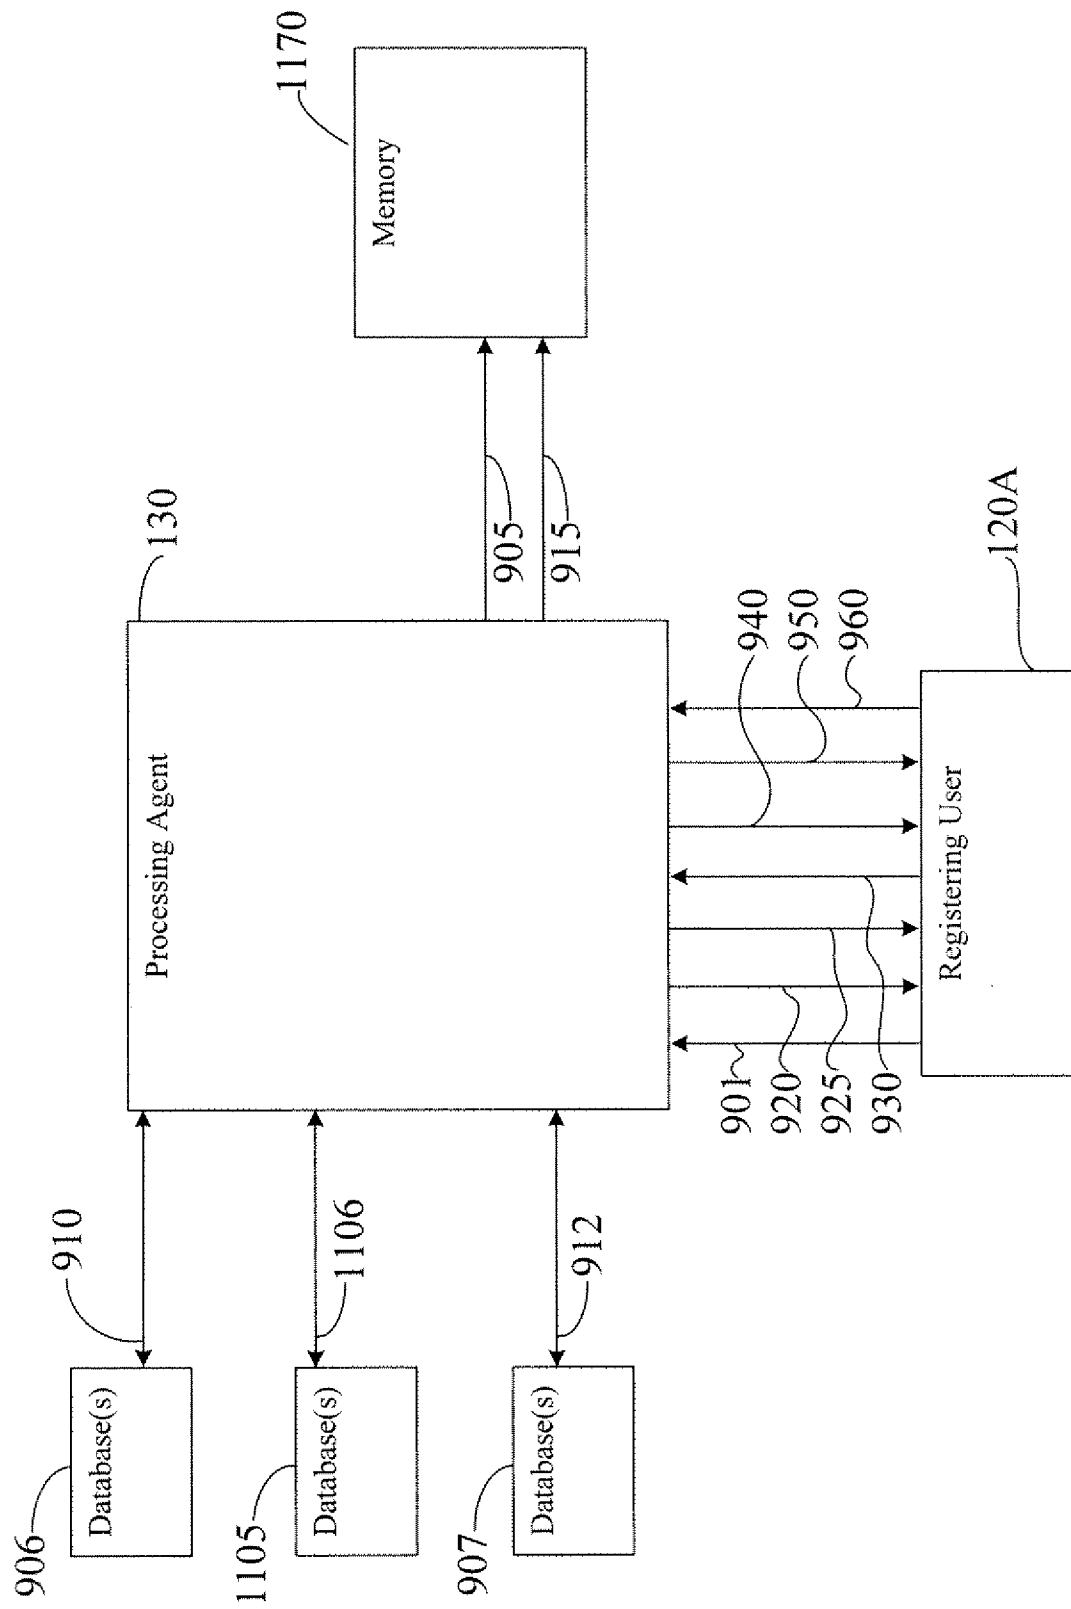 906
Database(s)
910
1105
Database(s)
1106
907
Database(s)
912
Processing Agent
130
901
920
925
930
940
950
960
Registering User
120A
905
915
Memory
1170